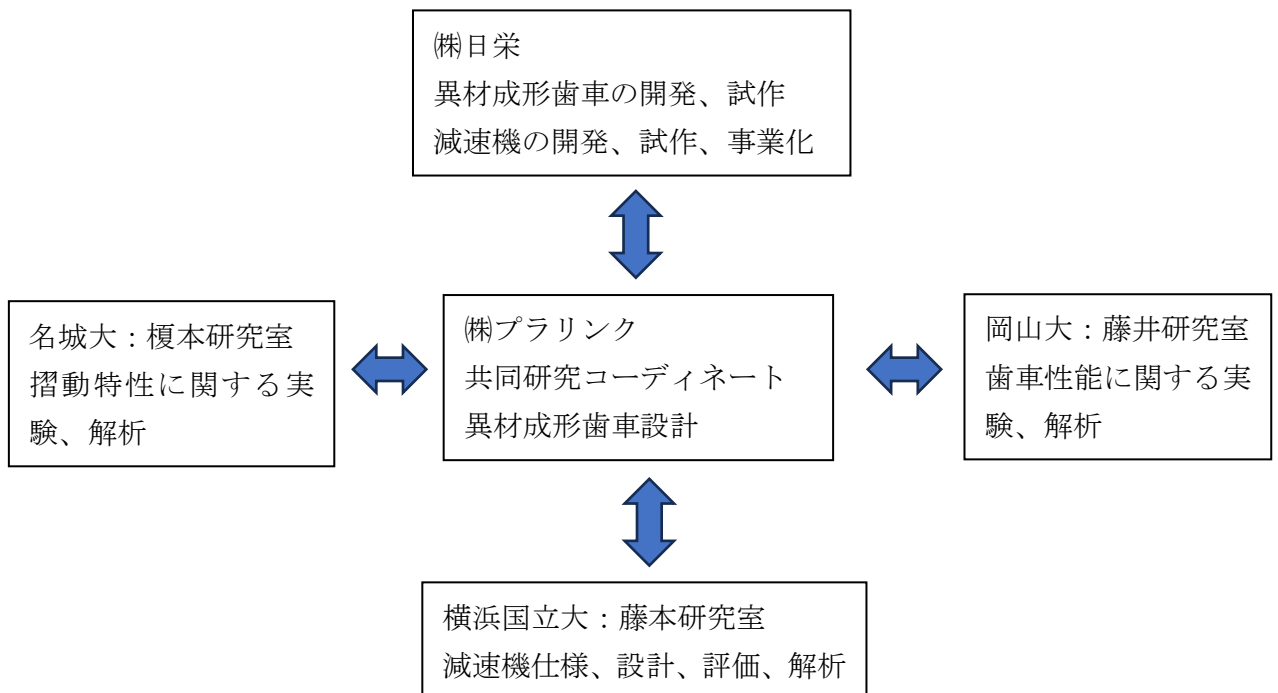 ㈱日栄
異材成形歯車の開発、試作
減速機の開発、試作、事業化
名城大：榎本研究室
摺動特性に関する実
験、解析
㈱プラリンク
共同研究コーディネート
異材成形歯車設計
岡山大：藤井研究室
歯車性能に関する実
験、解析
横浜国立大：藤本研究室
減速機仕様、設計、評価、解析